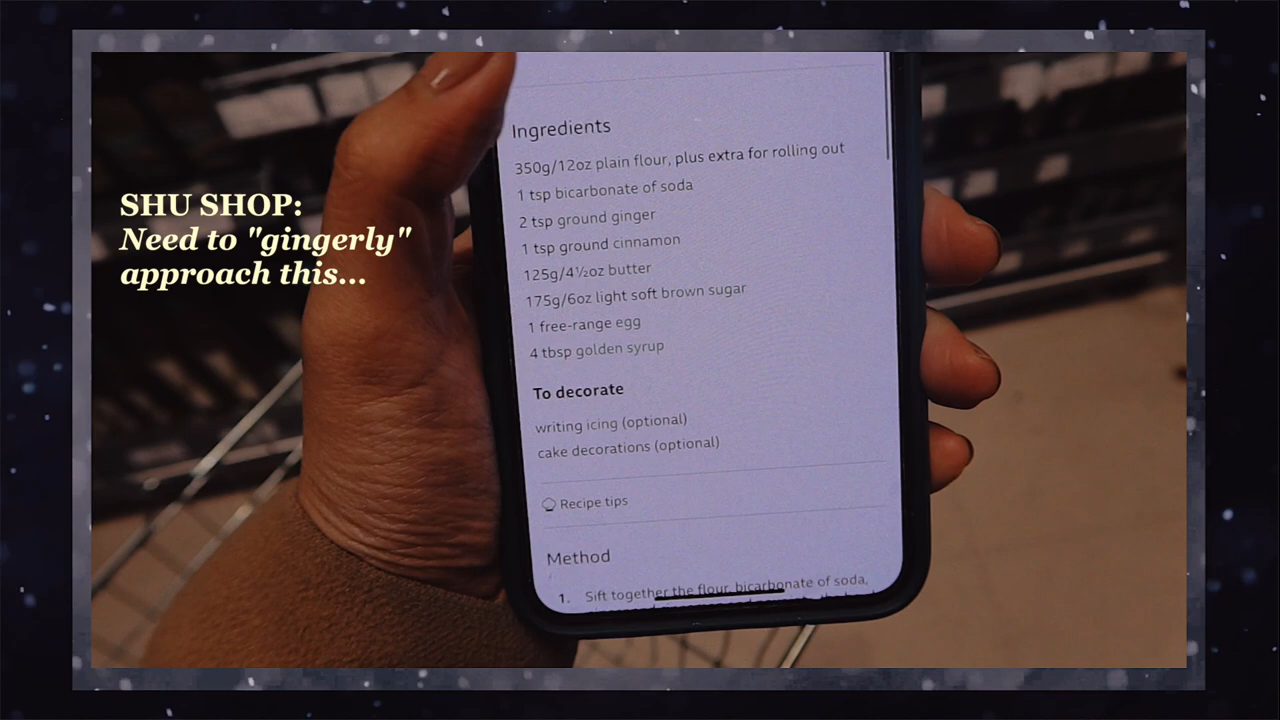 SHU SHOP:
Need to "gingerly"
approach this...
Ingredients
350g/12oz plain flour, plus extra for rolling out
1 tsp bicarbonate of soda
2 tsp ground ginger
1 tsp ground cinnamon
125g/4½oz butter
175g/6oz light soft brown sugar
1 free-range egg
4 tbsp golden syrup
To decorate
writing icing (optional)
cake decorations (optional)
Recipe tips
Method
1. Sift together the flour, bicarbonate of soda,